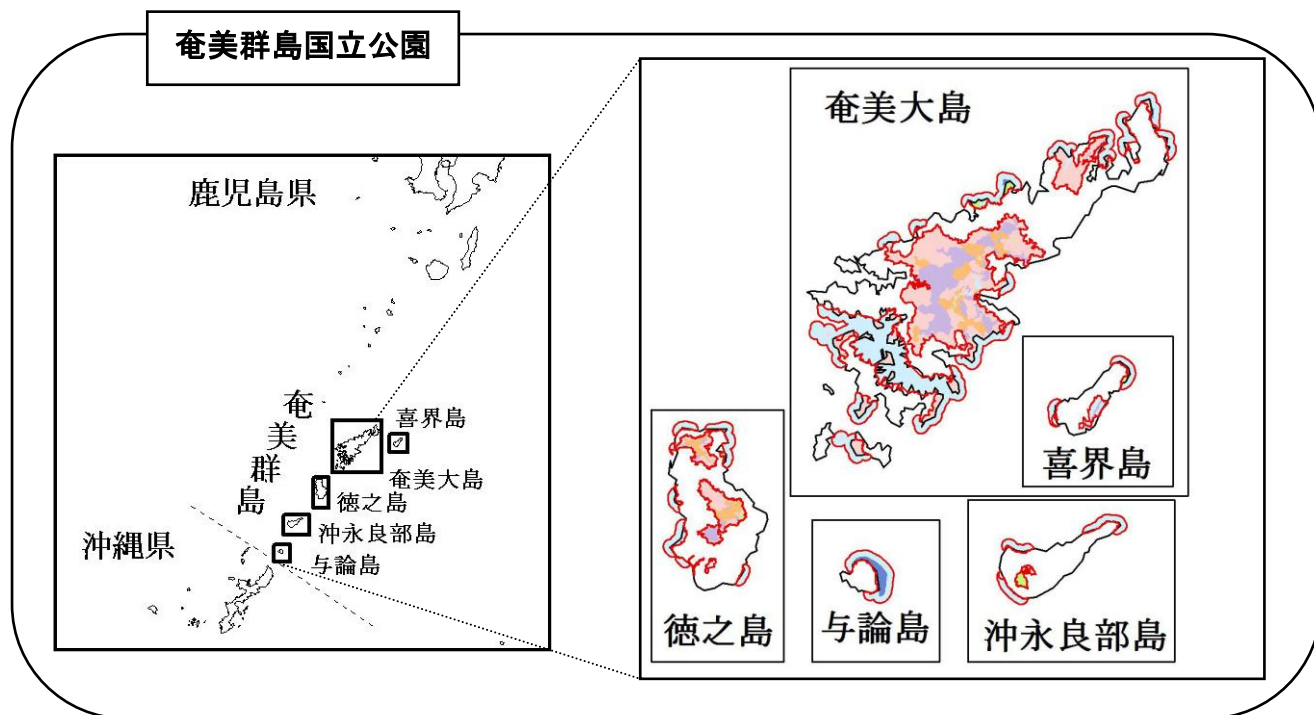 奄美群島国立公園
鹿児島県
奄美群島
喜界島
奄美大島
徳之島
沖永良部島
与論島
沖縄県
奄美大島
喜界島
徳之島
与論島
沖永良部島